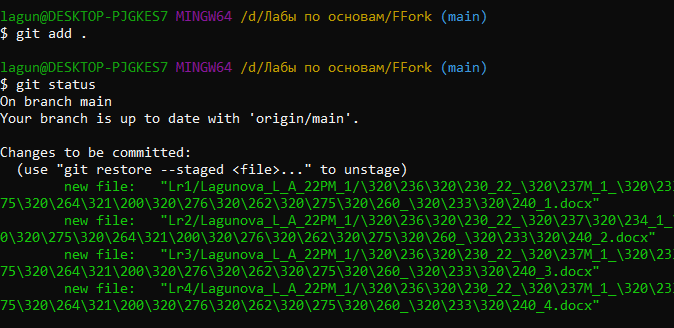 lagun@DESKTOP-PJGKES7 MINGW64 /d/Лабы по основам/FFork (main)
$ git add .
lagun@DESKTOP-PJGKES7 MINGW64 /d/Лабы по основам/FFork (main)
$ git status
On branch main
Your branch is up to date with 'origin/main'.
Changes to be committed:
(use "git restore --staged <file>..." to unstage)
new file: "Lr1/Lagunova_L_A_22PM_1/\320\236\320\230_22_\320\237M_1_\320\23
75\320\264\321\200\320\276\320\262\320\275\320\260_\320\233\320\240_1.docx"
new file: "Lr2/Lagunova_L_A_22PM_1/\320\236\320\230_22_\320\237\320\234_1_
0\320\275\320\264\321\200\320\276\320\262\320\275\320\260_\320\233\320\240_2.docx"
new file: "Lr3/Lagunova_L_A_22PM_1/\320\236\320\230_22_\320\237M_1_\320\23
75\320\264\321\200\320\276\320\262\320\275\320\260_\320\233\320\240_3.docx"
new file: "Lr4/Lagunova_L_A_22PM_1/\320\236\320\230_22_\320\237M_1_\320\23
75\320\264\321\200\320\276\320\262\320\275\320\260_\320\233\320\240_4.docx"